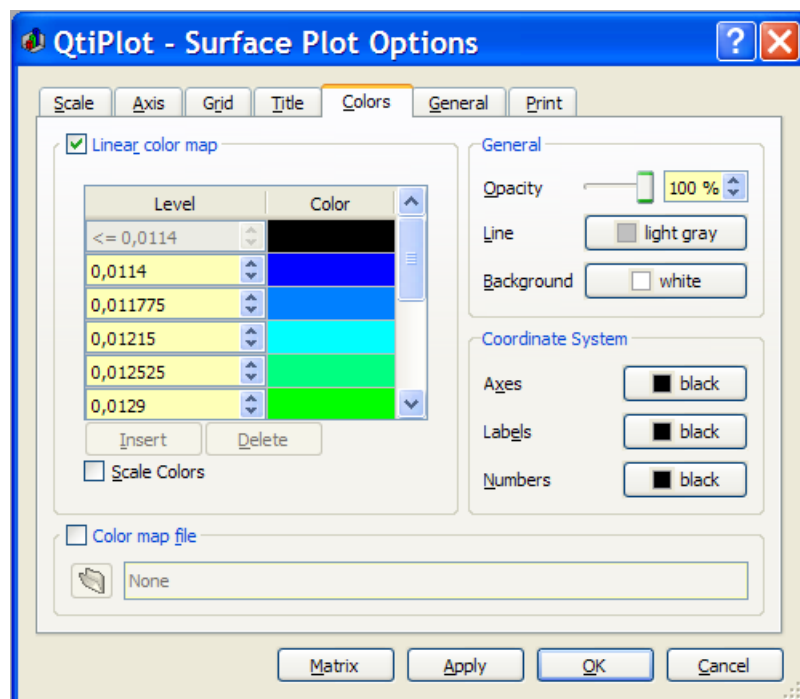 QtiPlot - Surface Plot Options
Scale Axis Grid Title Colors General Print
Linear color map
Level Color
<= 0,0114
0,0114
0,011775
0,01215
0,012525
0,0129
Insert Delete
Scale Colors
General
Opacity 100 %
Line light gray
Background white
Coordinate System
Axes black
Labels black
Numbers black
Color map file
None
Matrix Apply OK Cancel